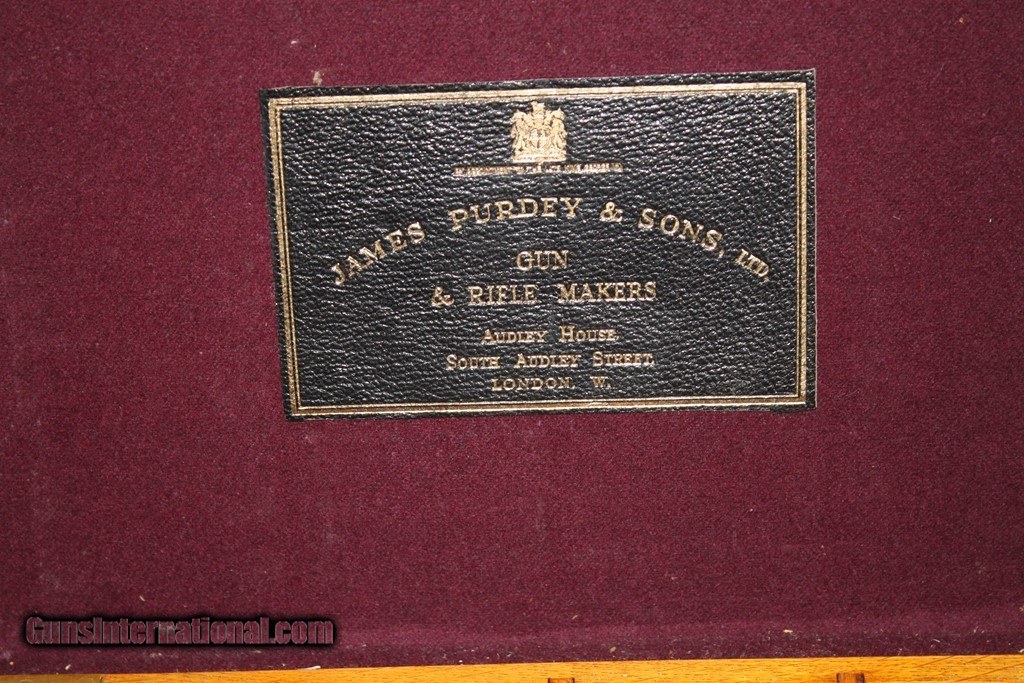 JAMES PURDEY & SONS, LTD.
GUN
& RIFLE MAKERS
AUDLEY HOUSE,
SOUTH AUDLEY STREET,
LONDON, W.
GunsInternational.com